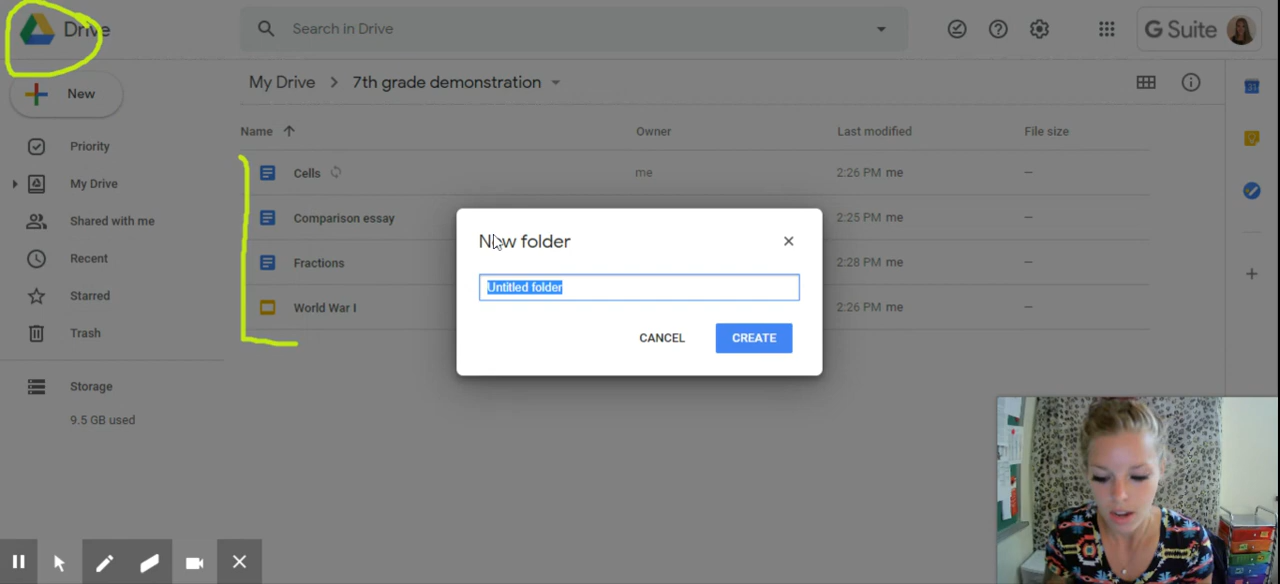 Drive
Search in Drive
G Suite
New
My Drive > 7th grade demonstration
Name
Owner
Last modified
File size
Priority
My Drive
Shared with me
Recent
Starred
Trash
Storage
9.5 GB used
Cells
me
2:26 PM me
–
Comparison essay
2:25 PM me
–
Fractions
2:28 PM me
–
World War I
2:26 PM me
–
New folder
Untitled folder
CANCEL
CREATE
31